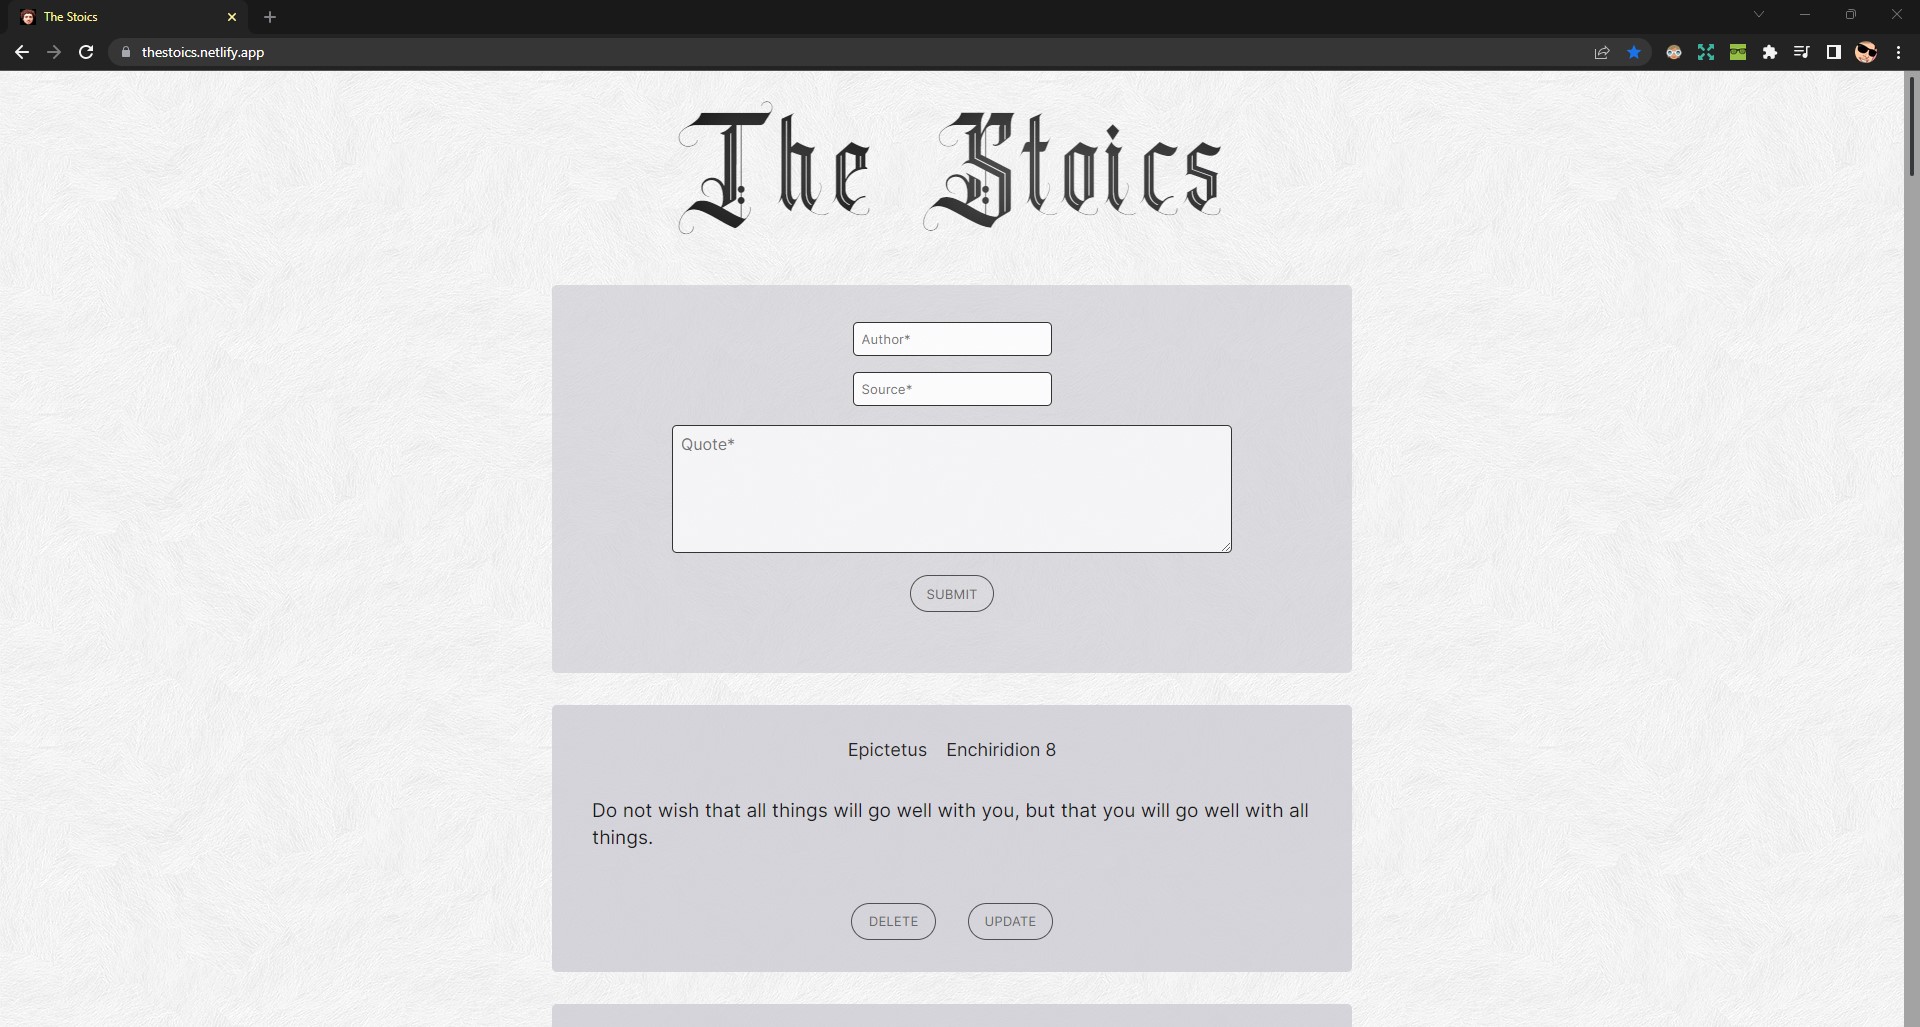 The Stoics
thestoics.netlify.app
The Stoics
Author*
Source*
Quote*
SUBMIT
Epictetus Enchiridion 8
Do not wish that all things will go well with you, but that you will go well with all
things.
DELETE UPDATE